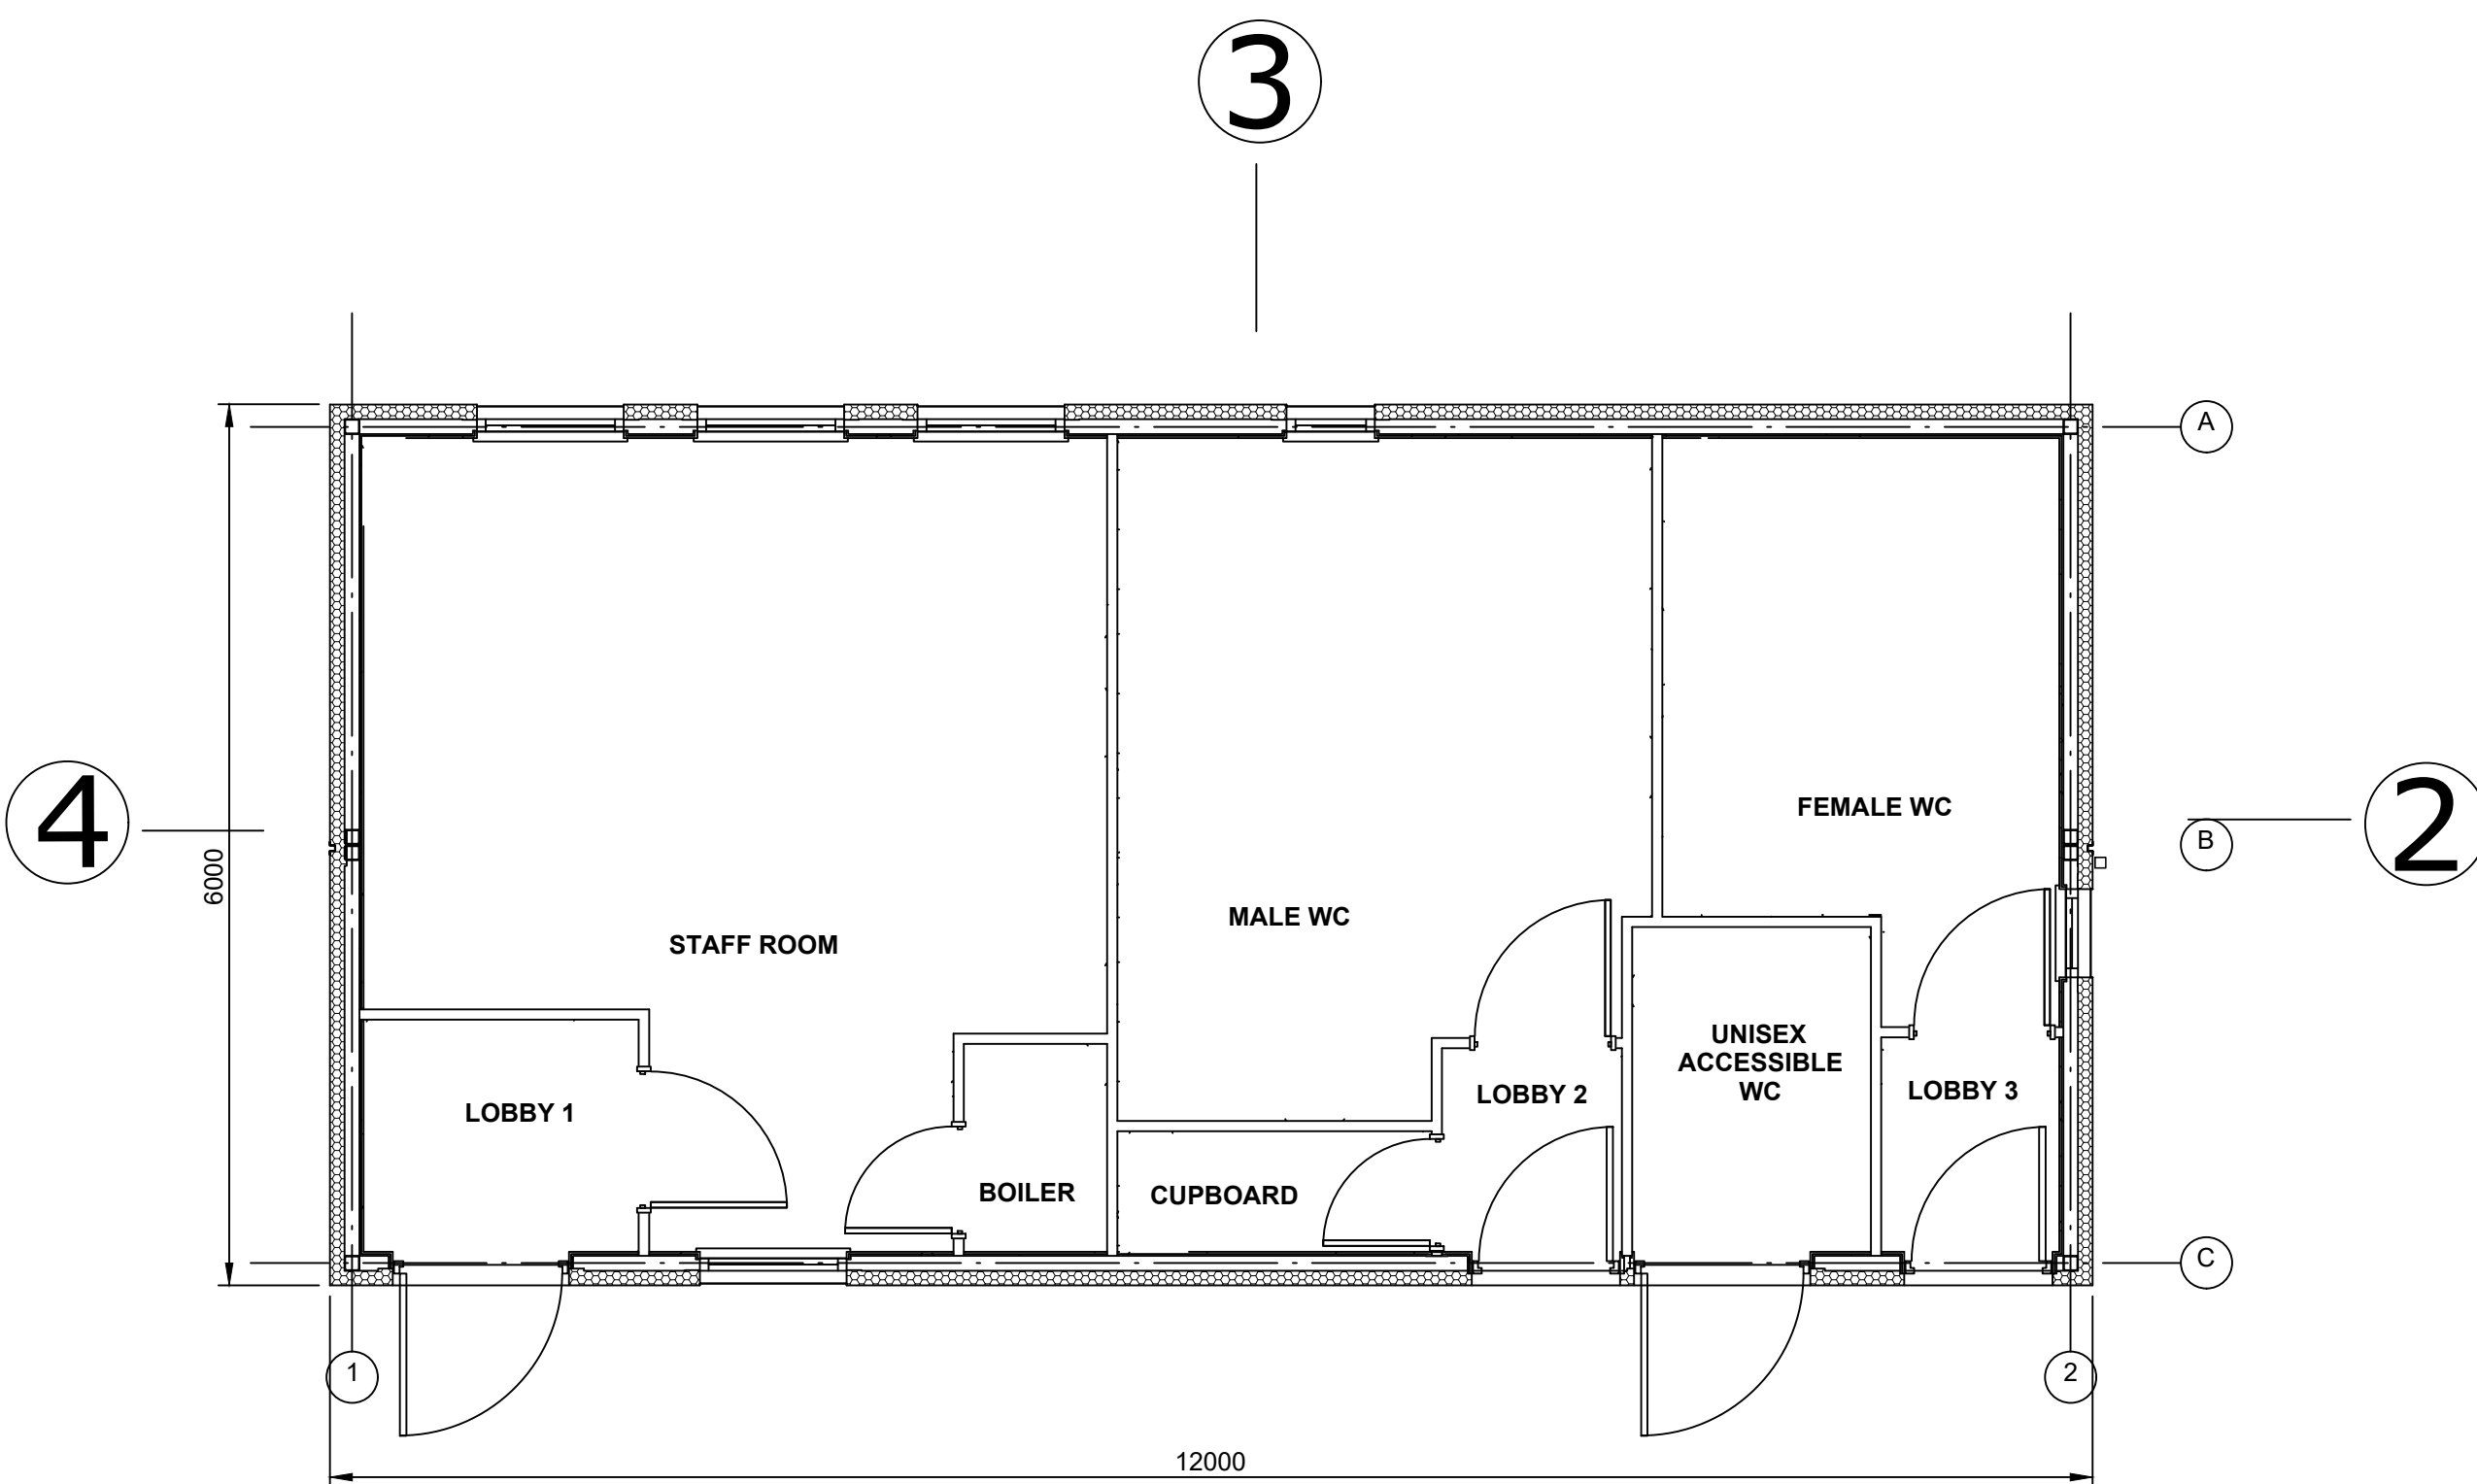 3
A
FEMALE WC
4
2
B
6000
MALE WC
STAFF ROOM
UNISEX
ACCESSIBLE
WC
LOBBY 1
LOBBY 2
LOBBY 3
BOILER
CUPBOARD
C
1
2
12000